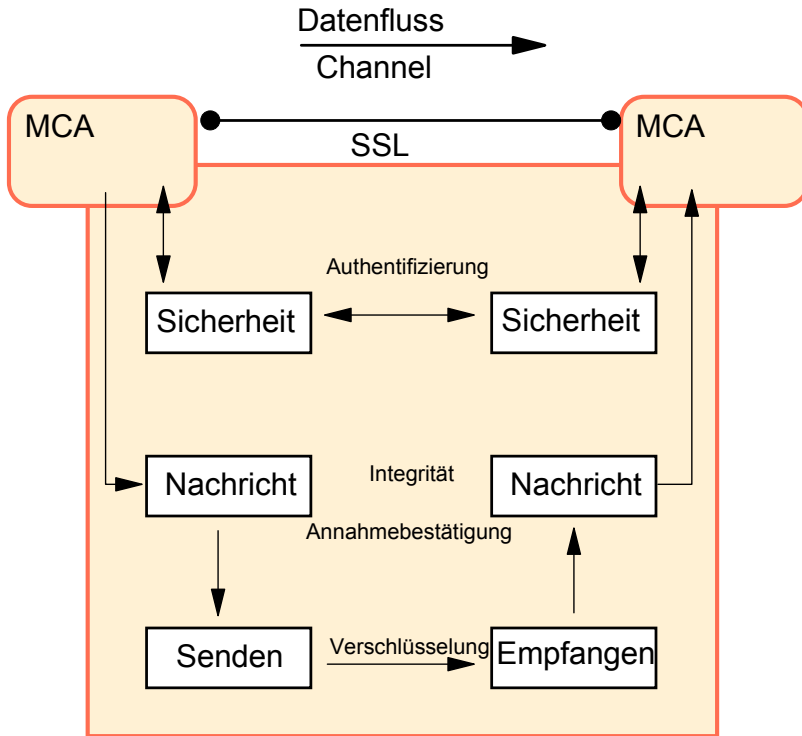 Datenfluss
Channel
MCA
MCA
SSL
Authentifizierung
Sicherheit
Sicherheit
Nachricht
Integrität
Nachricht
Annahmebestätigung
Senden
Verschlüsselung
Empfangen